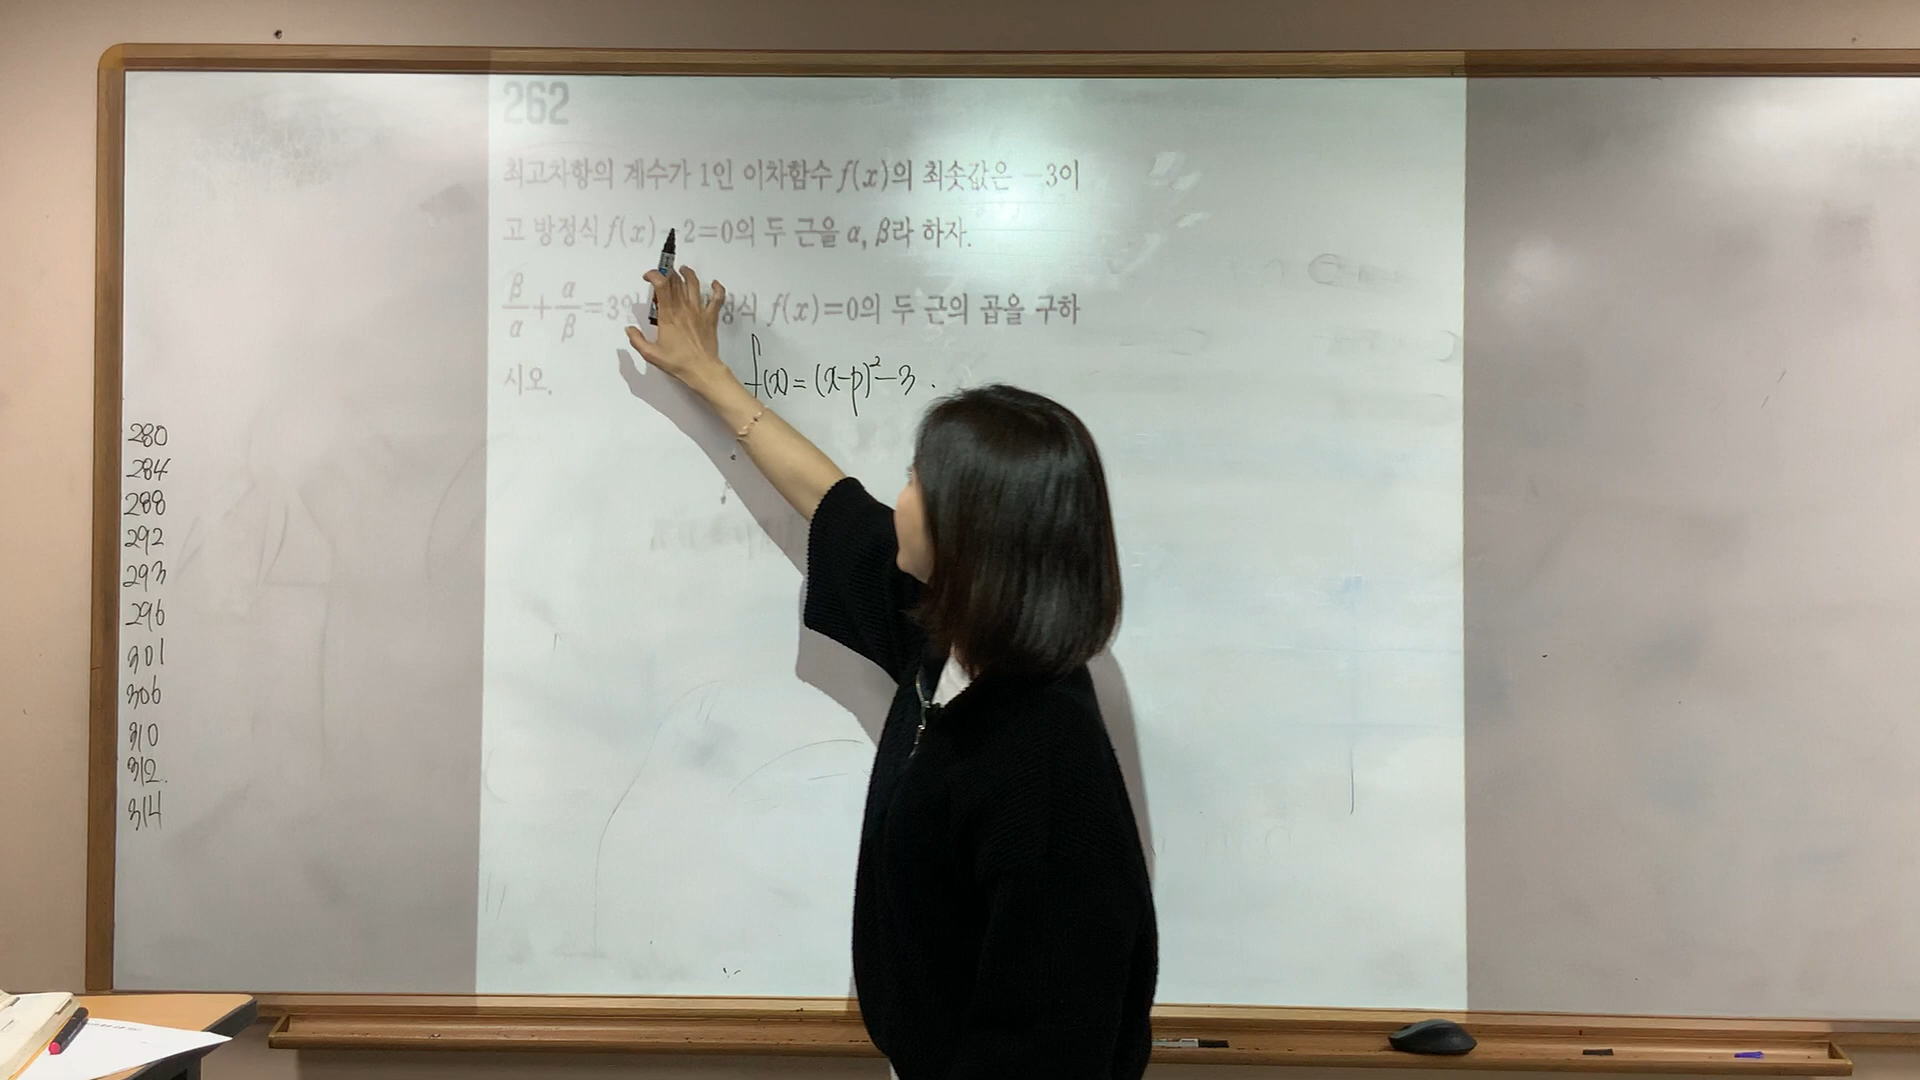 262
최고차항의 계수가 1인 이차함수 f(x)의 최솟값은 -3이
고 방정식 f(x) 2=0의 두 근을 α, β라 하자.
β/α + α/β =3인 f(x)=0의 두 근의 곱을 구하
시오.
f(x) = (x-p)²-3
280
284
288
292
293
296
301
306
310
312.
314